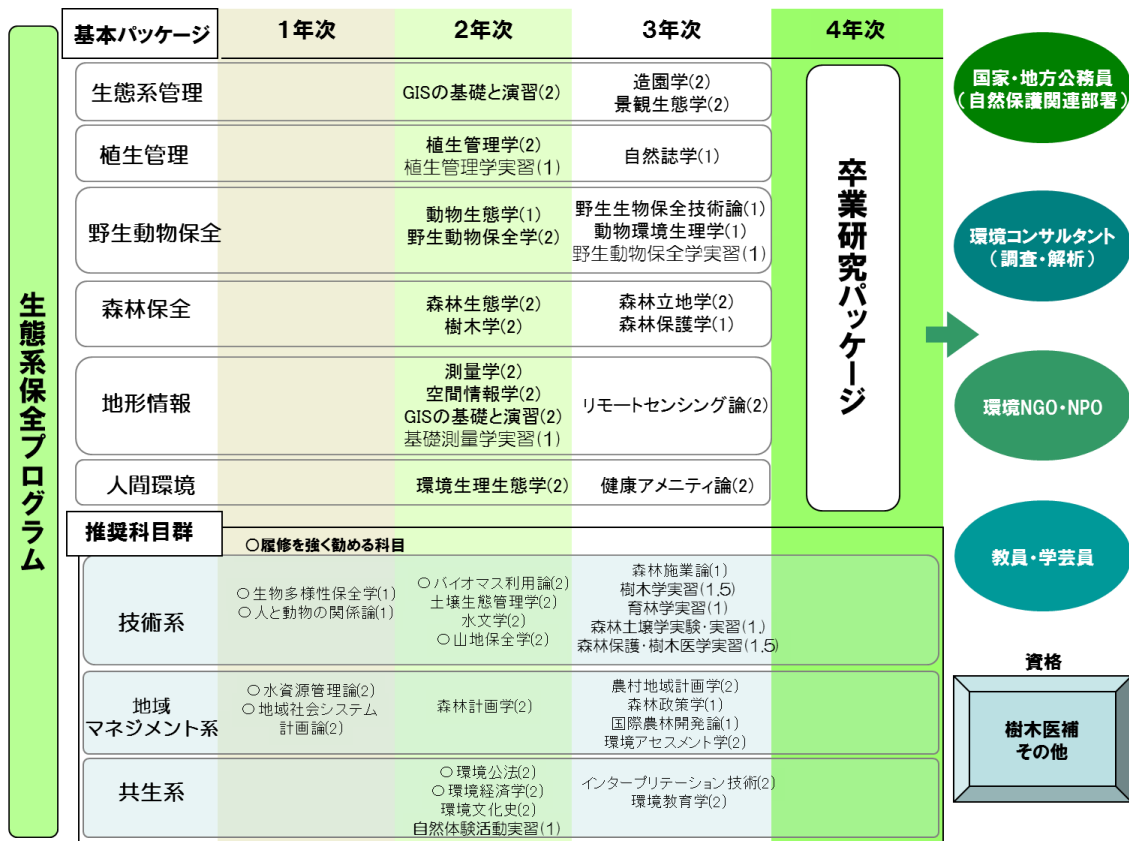 生態系保全プログラム
基本パッケージ
1年次
2年次
3年次
4年次
生態系管理
GISの基礎と演習(2)
造園学(2)
景観生態学(2)
植生管理
植生管理学(2)
植生管理学実習(1)
自然誌学(1)
野生動物保全
動物生態学(1)
野生動物保全学(2)
野生生物保全技術論(1)
動物環境生理学(1)
野生動物保全学実習(1)
森林保全
森林生態学(2)
樹木学(2)
森林立地学(2)
森林保護学(1)
地形情報
測量学(2)
空間情報学(2)
GISの基礎と演習(2)
基礎測量学実習(1)
リモートセンシング論(2)
人間環境
環境生理生態学(2)
健康アメニティ論(2)
卒業研究パッケージ
推奨科目群
○履修を強く勧める科目
技術系
○生物多様性保全学(1)
○人と動物の関係論(1)
○バイオマス利用論(2)
土壌生態管理学(2)
水文学(2)
○山地保全学(2)
森林施業論(1)
樹木学実習(1.5)
育林学実習(1)
森林土壌学実験・実習(1.)
森林保護・樹木医学実習(1.5)
地域
マネジメント系
○水資源管理論(2)
○地域社会システム
計画論(2)
森林計画学(2)
農村地域計画学(2)
森林政策学(1)
国際農林開発論(1)
環境アセスメント学(2)
共生系
○環境公法(2)
○環境経済学(2)
環境文化史(2)
自然体験活動実習(1)
インタープリテーション技術(2)
環境教育学(2)
国家・地方公務員
(自然保護関連部署)
環境コンサルタント
(調査・解析)
環境NGO・NPO
教員・学芸員
資格
樹木医補
その他